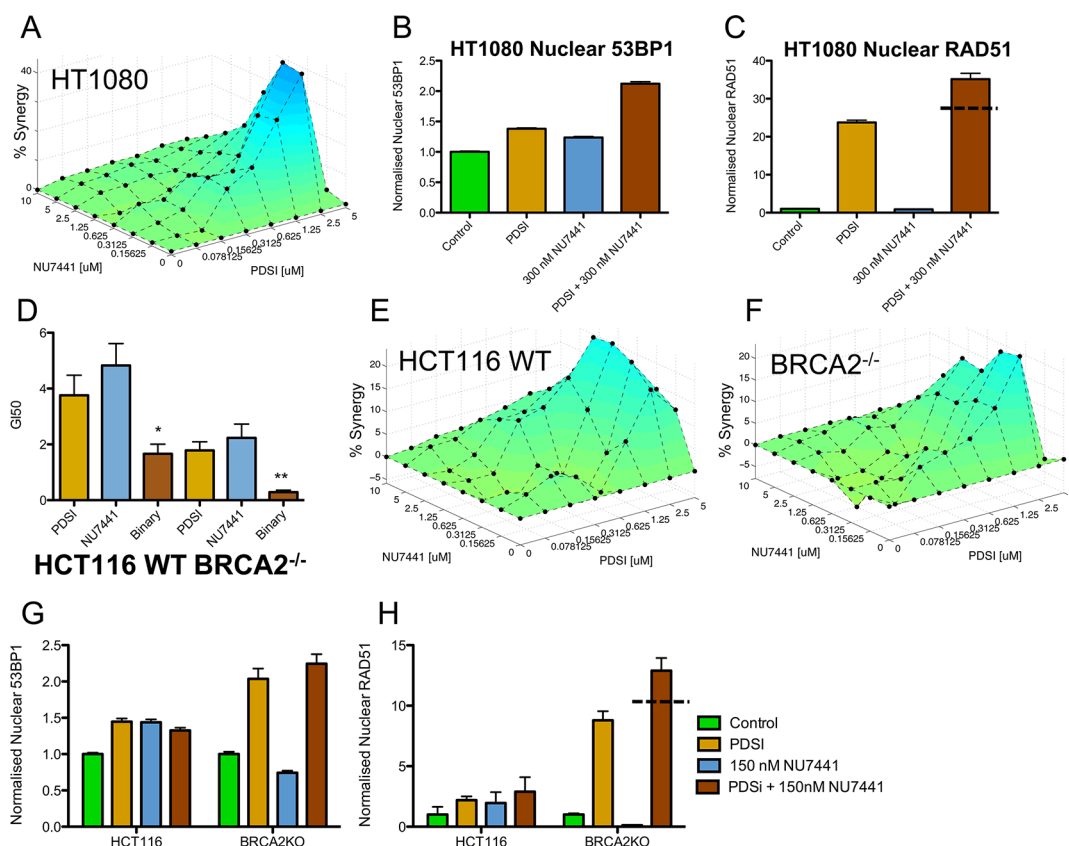 A
HT1080
% Synergy
40
20
0
10
5
2.5
1.25
0.625
0.3125
0.15625
0
NU7441 [uM]
0
0.078125
0.15625
0.3125
0.625
1.25
2.5
5
PDSI [uM]
B
HT1080 Nuclear 53BP1
Normalised Nuclear 53BP1
2.5
2.0
1.5
1.0
0.5
0.0
Control
PDSI
300 nM NU7441
PDSI + 300 nM NU7441
C
HT1080 Nuclear RAD51
Normalised Nuclear RAD51
40
30
20
10
0
Control
PDSI
300 nM NU7441
PDSI + 300 nM NU7441
D
GI50
6
4
2
0
*
**
PDSI
NU7441
Binary
PDSI
NU7441
Binary
HCT116 WT BRCA2-/-
E
HCT116 WT
% Synergy
20
15
10
5
0
−5
10
5
2.5
1.25
0.625
0.3125
0.15625
0
NU7441 [uM]
0
0.078125
0.15625
0.3125
0.625
1.25
2.5
5
PDSI [uM]
F
BRCA2-/-
% Synergy
20
15
10
5
0
−5
10
5
2.5
1.25
0.625
0.3125
0.15625
0
NU7441 [uM]
0
0.078125
0.15625
0.3125
0.625
1.25
2.5
5
PDSI [uM]
G
Normalised Nuclear 53BP1
2.5
2.0
1.5
1.0
0.5
0.0
HCT116
BRCA2KO
H
Normalised Nuclear RAD51
15
10
5
0
HCT116
BRCA2KO
Control
PDSI
150 nM NU7441
PDSi + 150nM NU7441